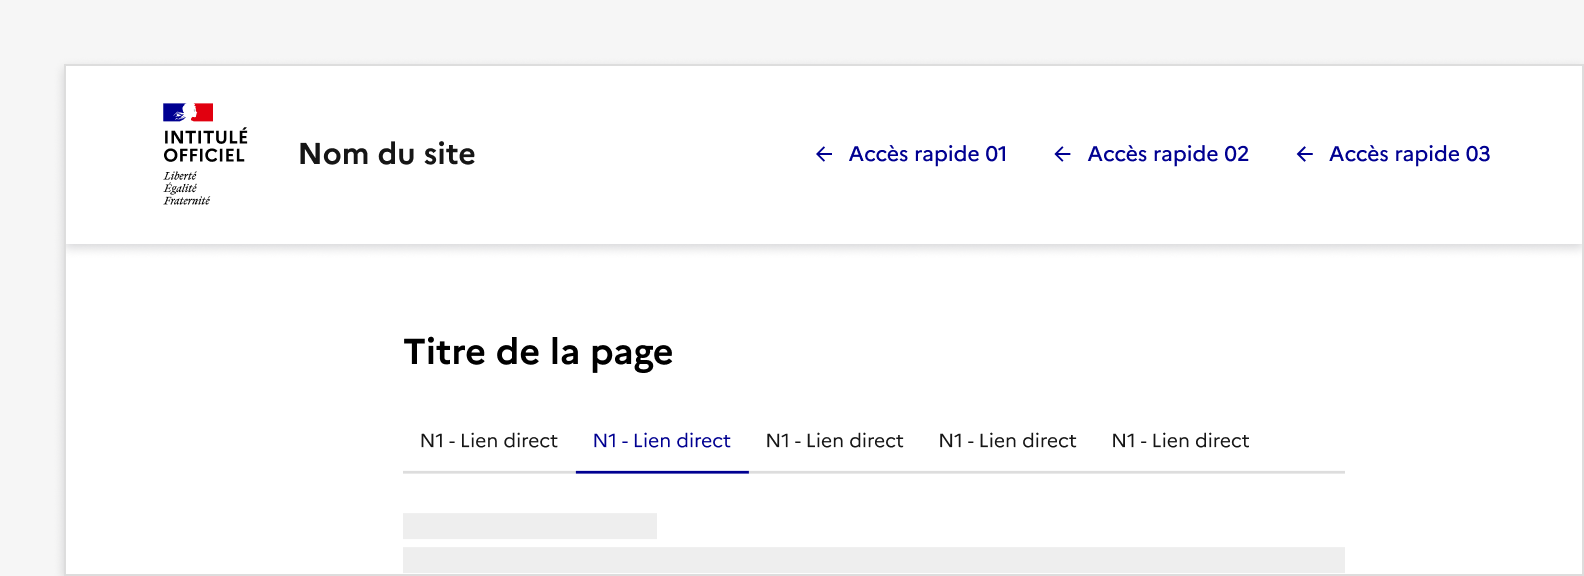 INTITULÉ
OFFICIEL
Liberté
Égalité
Fraternité
Nom du site
← Accès rapide 01 ← Accès rapide 02 ← Accès rapide 03
Titre de la page
N1 - Lien direct N1 - Lien direct N1 - Lien direct N1 - Lien direct N1 - Lien direct